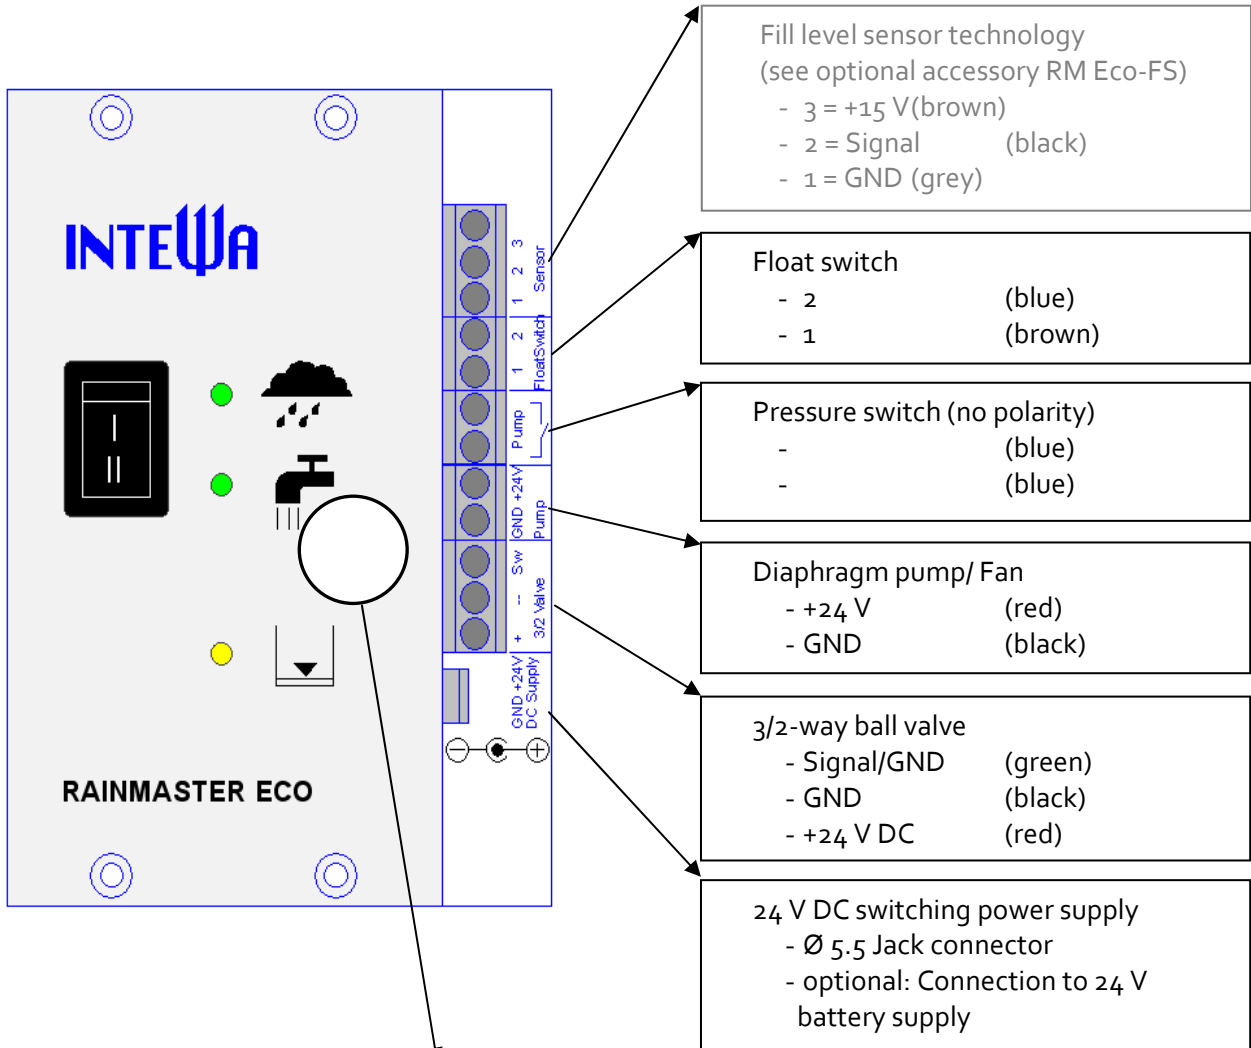 INTEWA
I
II
RAINMASTER ECO
1 2 3
Sensor
1 2
FloatSwitch
Pump
GND +24V
Pump
+ -- Sw
3/2 Valve
GND +24V
DC Supply
Fill level sensor technology
(see optional accessory RM Eco-FS)
- 3 = +15 V(brown)
- 2 = Signal (black)
- 1 = GND (grey)
Float switch
- 2 (blue)
- 1 (brown)
Pressure switch (no polarity)
- (blue)
- (blue)
Diaphragm pump/ Fan
- +24 V (red)
- GND (black)
3/2-way ball valve
- Signal/GND (green)
- GND (black)
- +24 V DC (red)
24 V DC switching power supply
- Ø 5.5 Jack connector
- optional: Connection to 24 V
battery supply